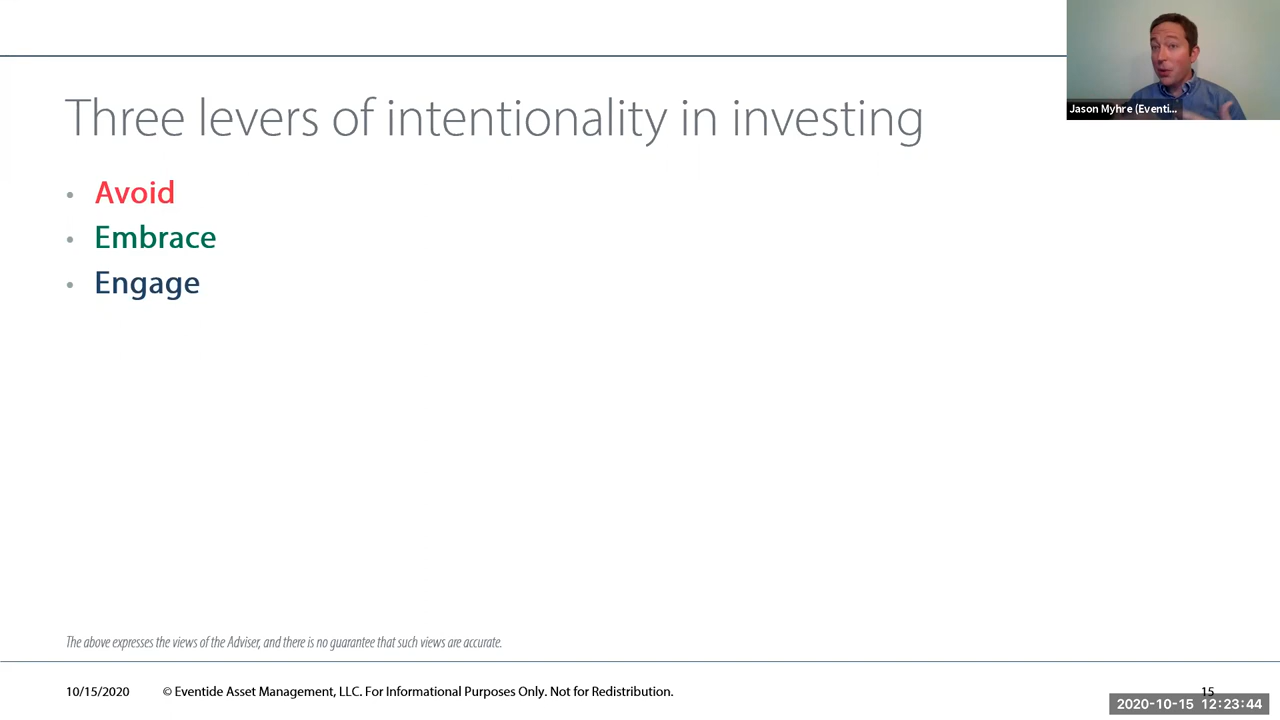 Three levers of intentionality in investing
• Avoid
• Embrace
• Engage
Jason Myhre (Eventi...
The above expresses the views of the Adviser, and there is no guarantee that such views are accurate.
10/15/2020 © Eventide Asset Management, LLC. For Informational Purposes Only. Not for Redistribution. 15
2020-10-15 12:23:44